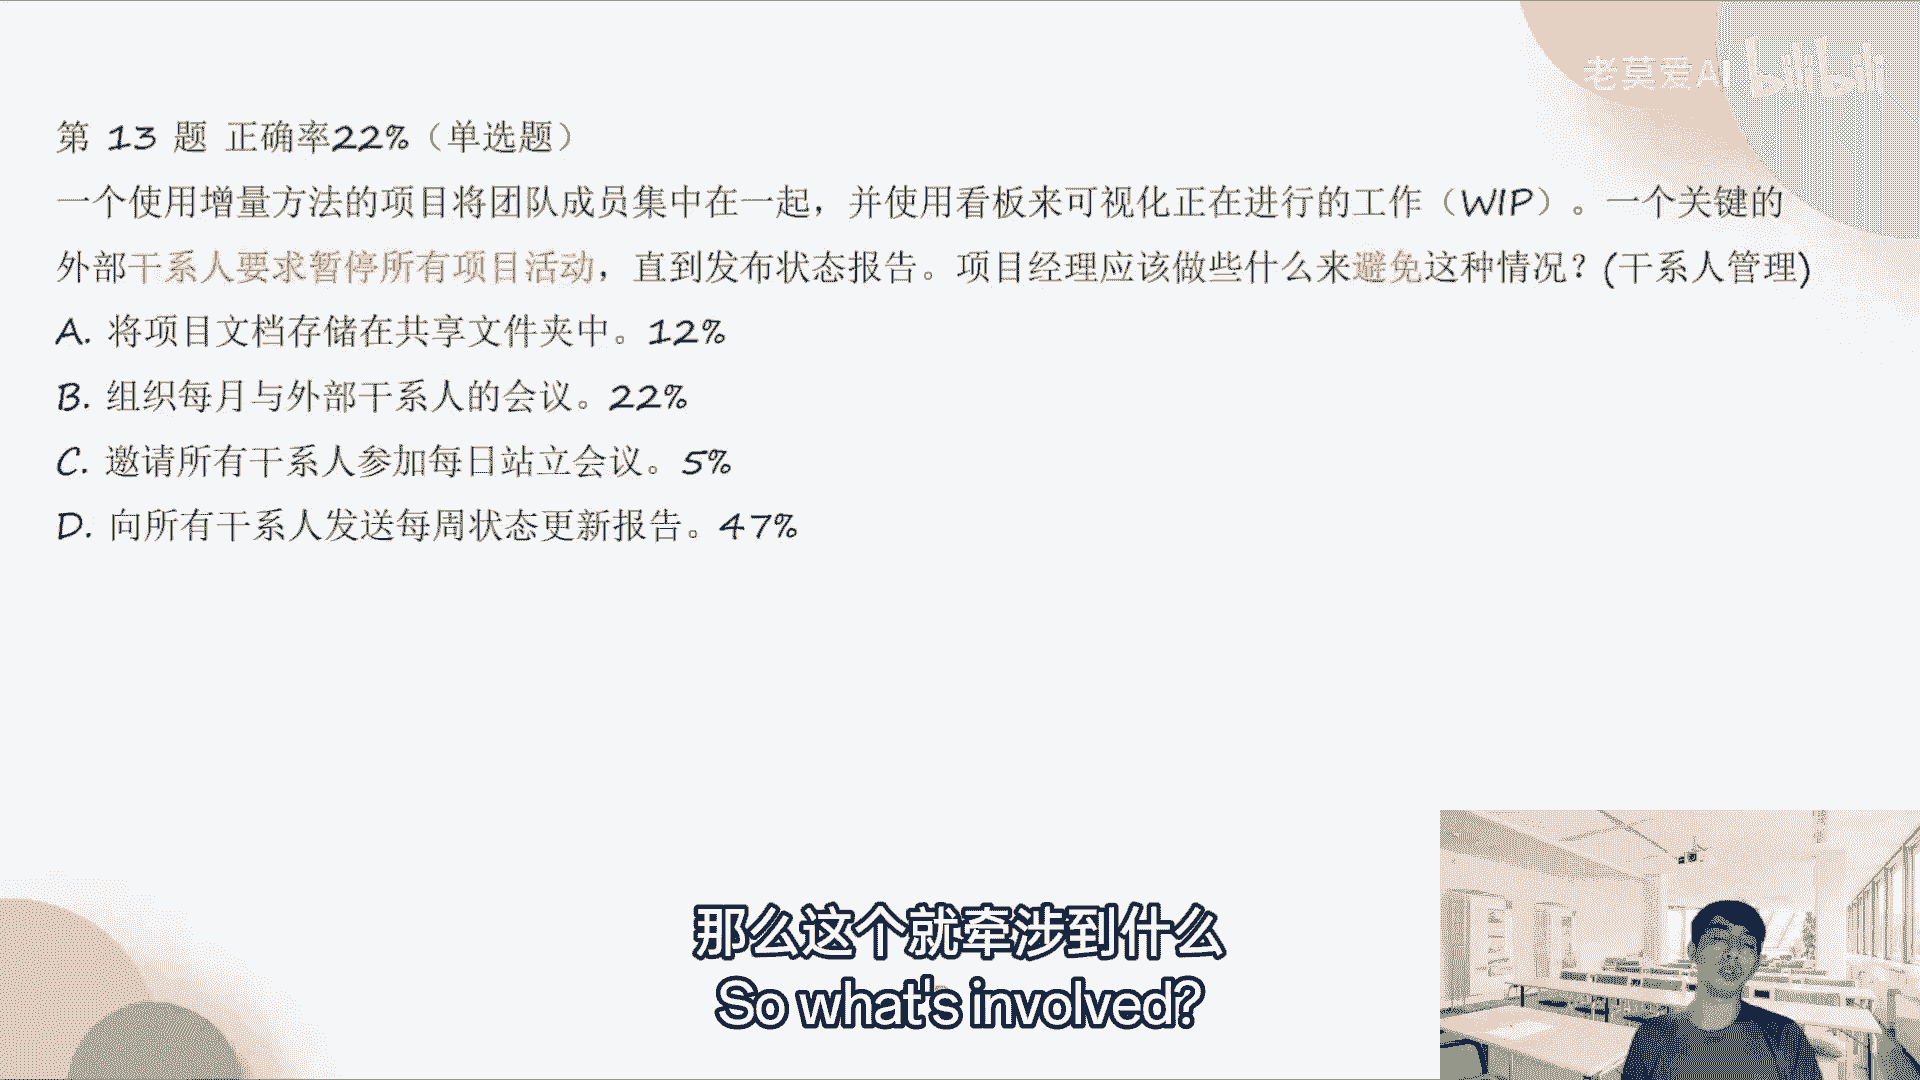 老莫爱AI bilibili
第 13 题 正确率22%（单选题）
一个使用增量方法的项目将团队成员集中在一起，并使用看板来可视化正在进行的工作（WIP）。一个关键的
外部干系人要求暂停所有项目活动，直到发布状态报告。项目经理应该做些什么来避免这种情况？(干系人管理)
A. 将项目文档存储在共享文件夹中。12%
B. 组织每月与外部干系人的会议。22%
C. 邀请所有干系人参加每日站立会议。5%
D. 向所有干系人发送每周状态更新报告。47%
那么这个就牵涉到什么
So what's involved?